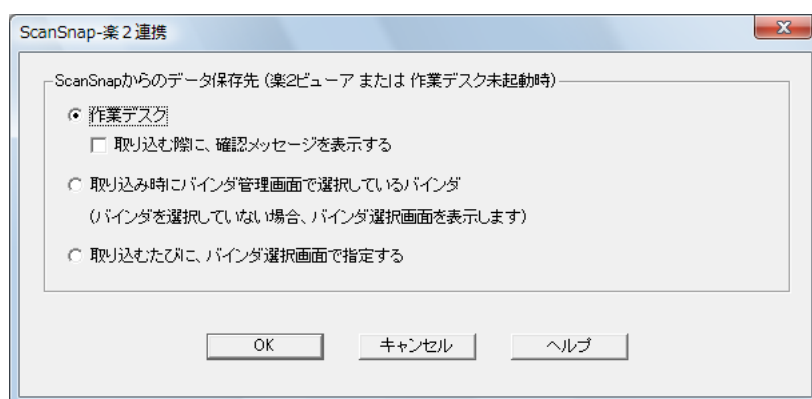 ScanSnap-楽2連携
ScanSnapからのデータ保存先 (楽2ビューア または 作業デスク未起動時)
作業デスク
取り込む際に、確認メッセージを表示する
取り込み時にバインダ管理画面で選択しているバインダ
(バインダを選択していない場合、バインダ選択画面を表示します)
取り込むたびに、バインダ選択画面で指定する
OK キャンセル ヘルプ